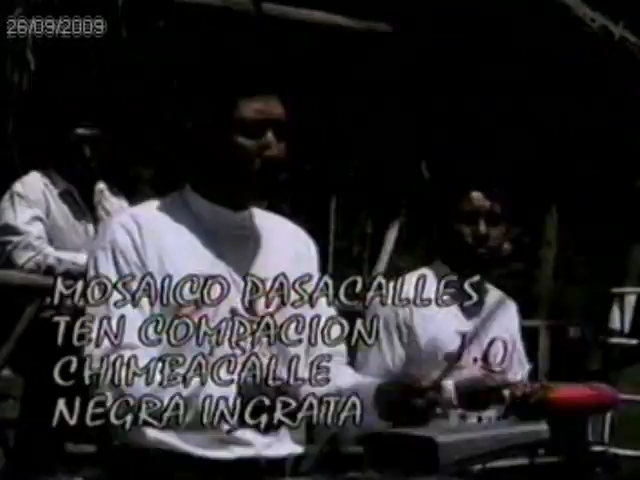 26/09/2009
MOSAICO PASACALLES
TEN COMPACION
CHIMBACALLE
NEGRA INGRATA
J.Q